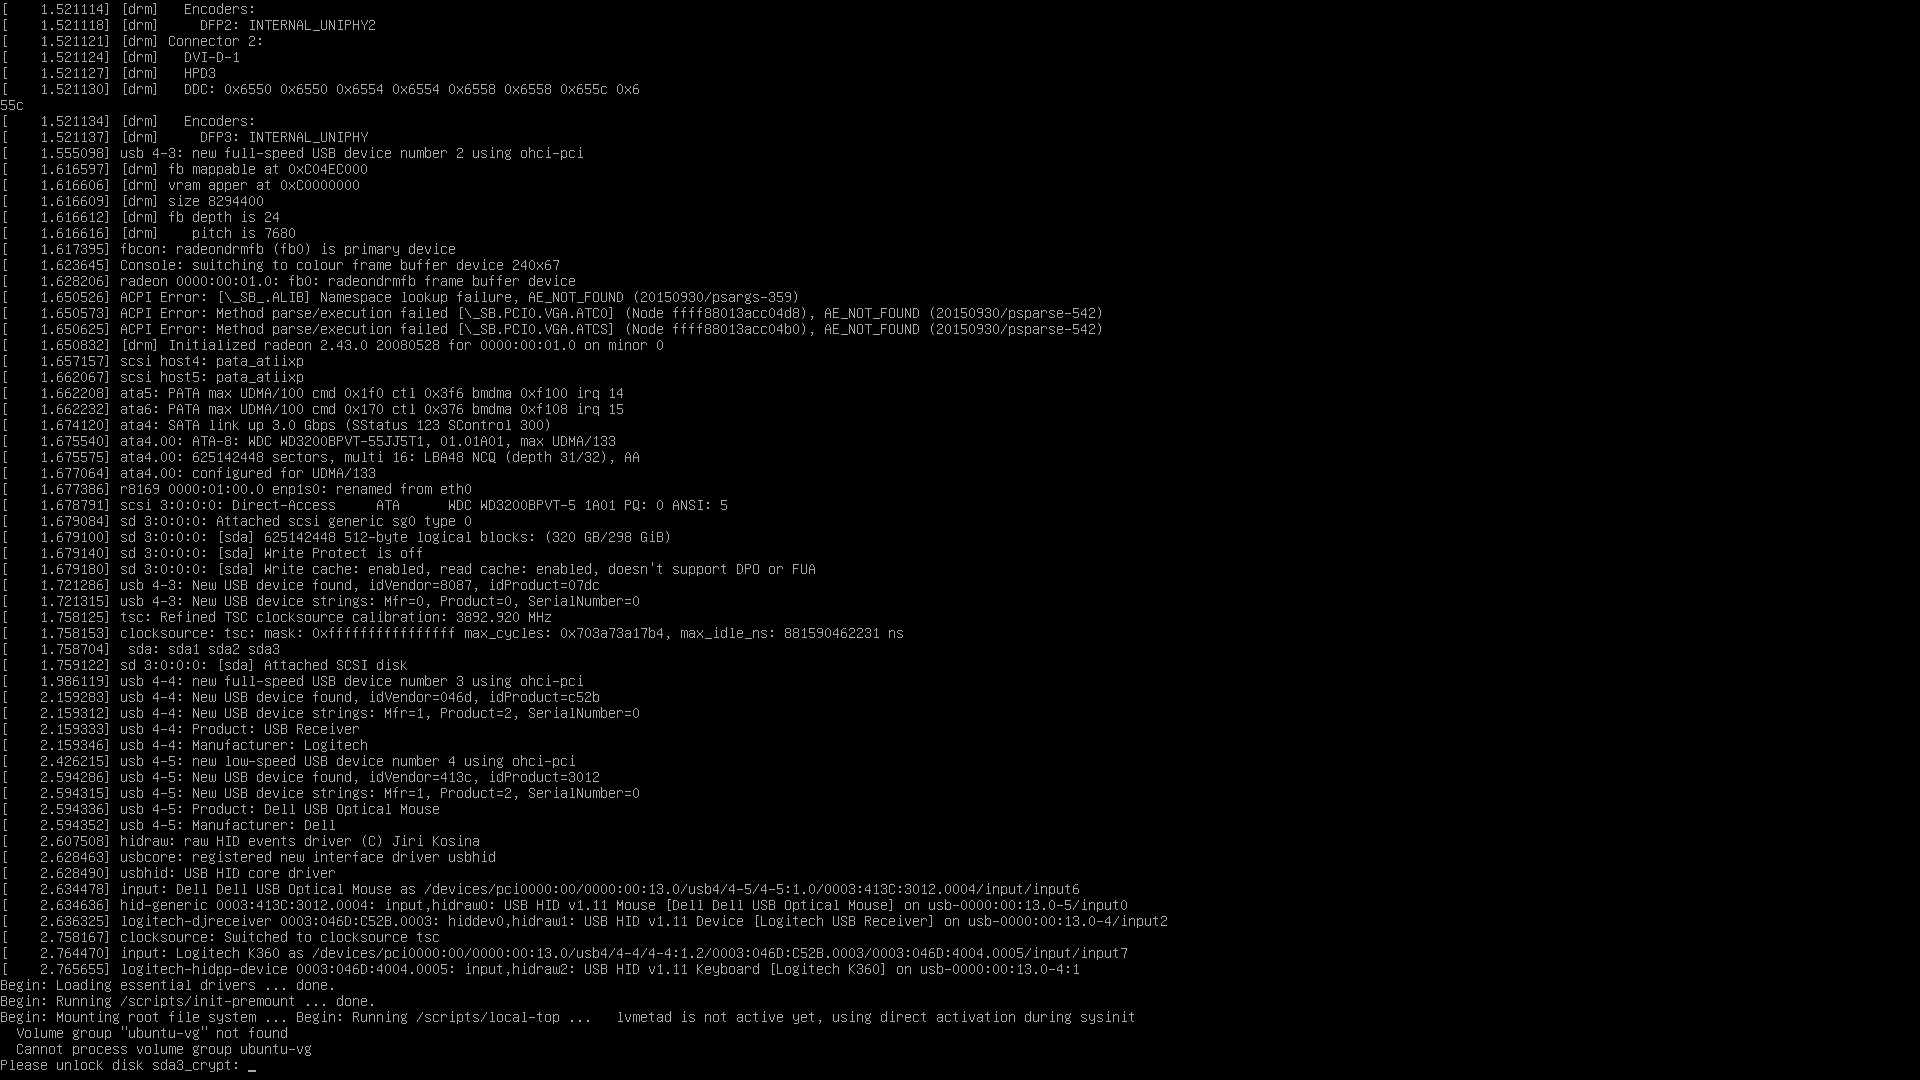 [    1.521114] [drm]   Encoders:
[    1.521118] [drm]     DFP2: INTERNAL_UNIPHY2
[    1.521121] [drm] Connector 2:
[    1.521124] [drm]   DVI-D-1
[    1.521127] [drm]   HPD3
[    1.521130] [drm]   DDC: 0x6550 0x6550 0x6554 0x6554 0x6558 0x6558 0x655c 0x6
55c
[    1.521134] [drm]   Encoders:
[    1.521137] [drm]     DFP3: INTERNAL_UNIPHY
[    1.555098] usb 4-3: new full-speed USB device number 2 using ohci-pci
[    1.616597] [drm] fb mappable at 0xC04EC000
[    1.616606] [drm] vram apper at 0xC0000000
[    1.616609] [drm] size 8294400
[    1.616612] [drm] fb depth is 24
[    1.616616] [drm]    pitch is 7680
[    1.617395] fbcon: radeondrmfb (fb0) is primary device
[    1.623645] Console: switching to colour frame buffer device 240x67
[    1.628206] radeon 0000:00:01.0: fb0: radeondrmfb frame buffer device
[    1.650526] ACPI Error: [\_SB_.ALIB] Namespace lookup failure, AE_NOT_FOUND (20150930/psargs-359)
[    1.650573] ACPI Error: Method parse/execution failed [\_SB.PCI0.VGA.ATC0] (Node ffff88013acc04d8), AE_NOT_FOUND (20150930/psparse-542)
[    1.650625] ACPI Error: Method parse/execution failed [\_SB.PCI0.VGA.ATCS] (Node ffff88013acc04b0), AE_NOT_FOUND (20150930/psparse-542)
[    1.650832] [drm] Initialized radeon 2.43.0 20080528 for 0000:00:01.0 on minor 0
[    1.657157] scsi host4: pata_atiixp
[    1.662067] scsi host5: pata_atiixp
[    1.662208] ata5: PATA max UDMA/100 cmd 0x1f0 ctl 0x3f6 bmdma 0xf100 irq 14
[    1.662232] ata6: PATA max UDMA/100 cmd 0x170 ctl 0x376 bmdma 0xf108 irq 15
[    1.674120] ata4: SATA link up 3.0 Gbps (SStatus 123 SControl 300)
[    1.675540] ata4.00: ATA-8: WDC WD3200BPVT-55JJ5T1, 01.01A01, max UDMA/133
[    1.675575] ata4.00: 625142448 sectors, multi 16: LBA48 NCQ (depth 31/32), AA
[    1.677064] ata4.00: configured for UDMA/133
[    1.677386] r8169 0000:01:00.0 enp1s0: renamed from eth0
[    1.678791] scsi 3:0:0:0: Direct-Access     ATA      WDC WD3200BPVT-5 1A01 PQ: 0 ANSI: 5
[    1.679084] sd 3:0:0:0: Attached scsi generic sg0 type 0
[    1.679100] sd 3:0:0:0: [sda] 625142448 512-byte logical blocks: (320 GB/298 GiB)
[    1.679140] sd 3:0:0:0: [sda] Write Protect is off
[    1.679180] sd 3:0:0:0: [sda] Write cache: enabled, read cache: enabled, doesn't support DPO or FUA
[    1.721286] usb 4-3: New USB device found, idVendor=8087, idProduct=07dc
[    1.721315] usb 4-3: New USB device strings: Mfr=0, Product=0, SerialNumber=0
[    1.758125] tsc: Refined TSC clocksource calibration: 3892.920 MHz
[    1.758153] clocksource: tsc: mask: 0xffffffffffffffff max_cycles: 0x703a73a17b4, max_idle_ns: 881590462231 ns
[    1.758704]  sda: sda1 sda2 sda3
[    1.759122] sd 3:0:0:0: [sda] Attached SCSI disk
[    1.986119] usb 4-4: new full-speed USB device number 3 using ohci-pci
[    2.159283] usb 4-4: New USB device found, idVendor=046d, idProduct=c52b
[    2.159312] usb 4-4: New USB device strings: Mfr=1, Product=2, SerialNumber=0
[    2.159333] usb 4-4: Product: USB Receiver
[    2.159346] usb 4-4: Manufacturer: Logitech
[    2.426215] usb 4-5: new low-speed USB device number 4 using ohci-pci
[    2.594286] usb 4-5: New USB device found, idVendor=413c, idProduct=3012
[    2.594315] usb 4-5: New USB device strings: Mfr=1, Product=2, SerialNumber=0
[    2.594336] usb 4-5: Product: Dell USB Optical Mouse
[    2.594352] usb 4-5: Manufacturer: Dell
[    2.607508] hidraw: raw HID events driver (C) Jiri Kosina
[    2.628463] usbcore: registered new interface driver usbhid
[    2.628490] usbhid: USB HID core driver
[    2.634478] input: Dell Dell USB Optical Mouse as /devices/pci0000:00/0000:00:13.0/usb4/4-5/4-5:1.0/0003:413C:3012.0004/input/input6
[    2.634636] hid-generic 0003:413C:3012.0004: input,hidraw0: USB HID v1.11 Mouse [Dell Dell USB Optical Mouse] on usb-0000:00:13.0-5/input0
[    2.636325] logitech-djreceiver 0003:046D:C52B.0003: hiddev0,hidraw1: USB HID v1.11 Device [Logitech USB Receiver] on usb-0000:00:13.0-4/input2
[    2.758167] clocksource: Switched to clocksource tsc
[    2.764470] input: Logitech K360 as /devices/pci0000:00/0000:00:13.0/usb4/4-4/4-4:1.2/0003:046D:C52B.0003/0003:046D:4004.0005/input/input7
[    2.765655] logitech-hidpp-device 0003:046D:4004.0005: input,hidraw2: USB HID v1.11 Keyboard [Logitech K360] on usb-0000:00:13.0-4:1
Begin: Loading essential drivers ... done.
Begin: Running /scripts/init-premount ... done.
Begin: Mounting root file system ... Begin: Running /scripts/local-top ...   lvmetad is not active yet, using direct activation during sysinit
  Volume group "ubuntu-vg" not found
  Cannot process volume group ubuntu-vg
Please unlock disk sda3_crypt: _